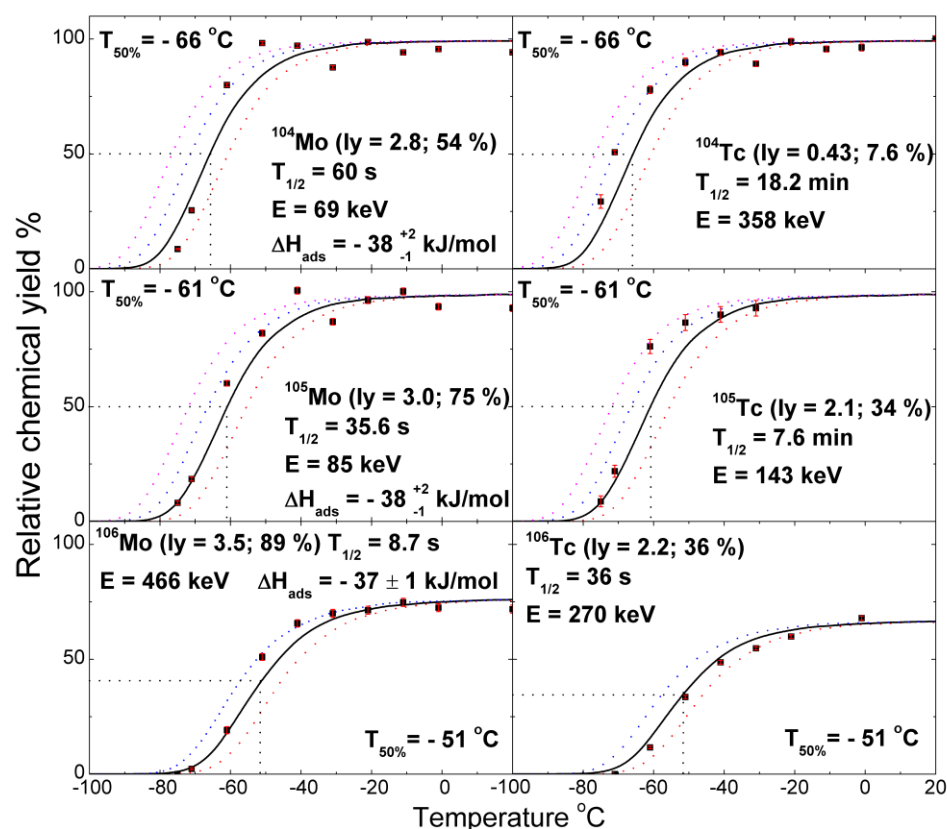 Relative chemical yield %
100
50
0
T50% = - 66 °C
104Mo (Iy = 2.8; 54 %)
T1/2 = 60 s
E = 69 keV
ΔHads = - 38 +2 -1 kJ/mol
T50% = - 66 °C
104Tc (Iy = 0.43; 7.6 %)
T1/2 = 18.2 min
E = 358 keV
100
50
0
T50% = - 61 °C
105Mo (Iy = 3.0; 75 %)
T1/2 = 35.6 s
E = 85 keV
ΔHads = - 38 +2 -1 kJ/mol
T50% = - 61 °C
105Tc (Iy = 2.1; 34 %)
T1/2 = 7.6 min
E = 143 keV
100
50
0
106Mo (Iy = 3.5; 89 %) T1/2 = 8.7 s
E = 466 keV ΔHads = - 37 ± 1 kJ/mol
T50% = - 51 °C
106Tc (Iy = 2.2; 36 %)
T1/2 = 36 s
E = 270 keV
T50% = - 51 °C
-100 -80 -60 -40 -20 0 -100 -80 -60 -40 -20 0 20
Temperature °C